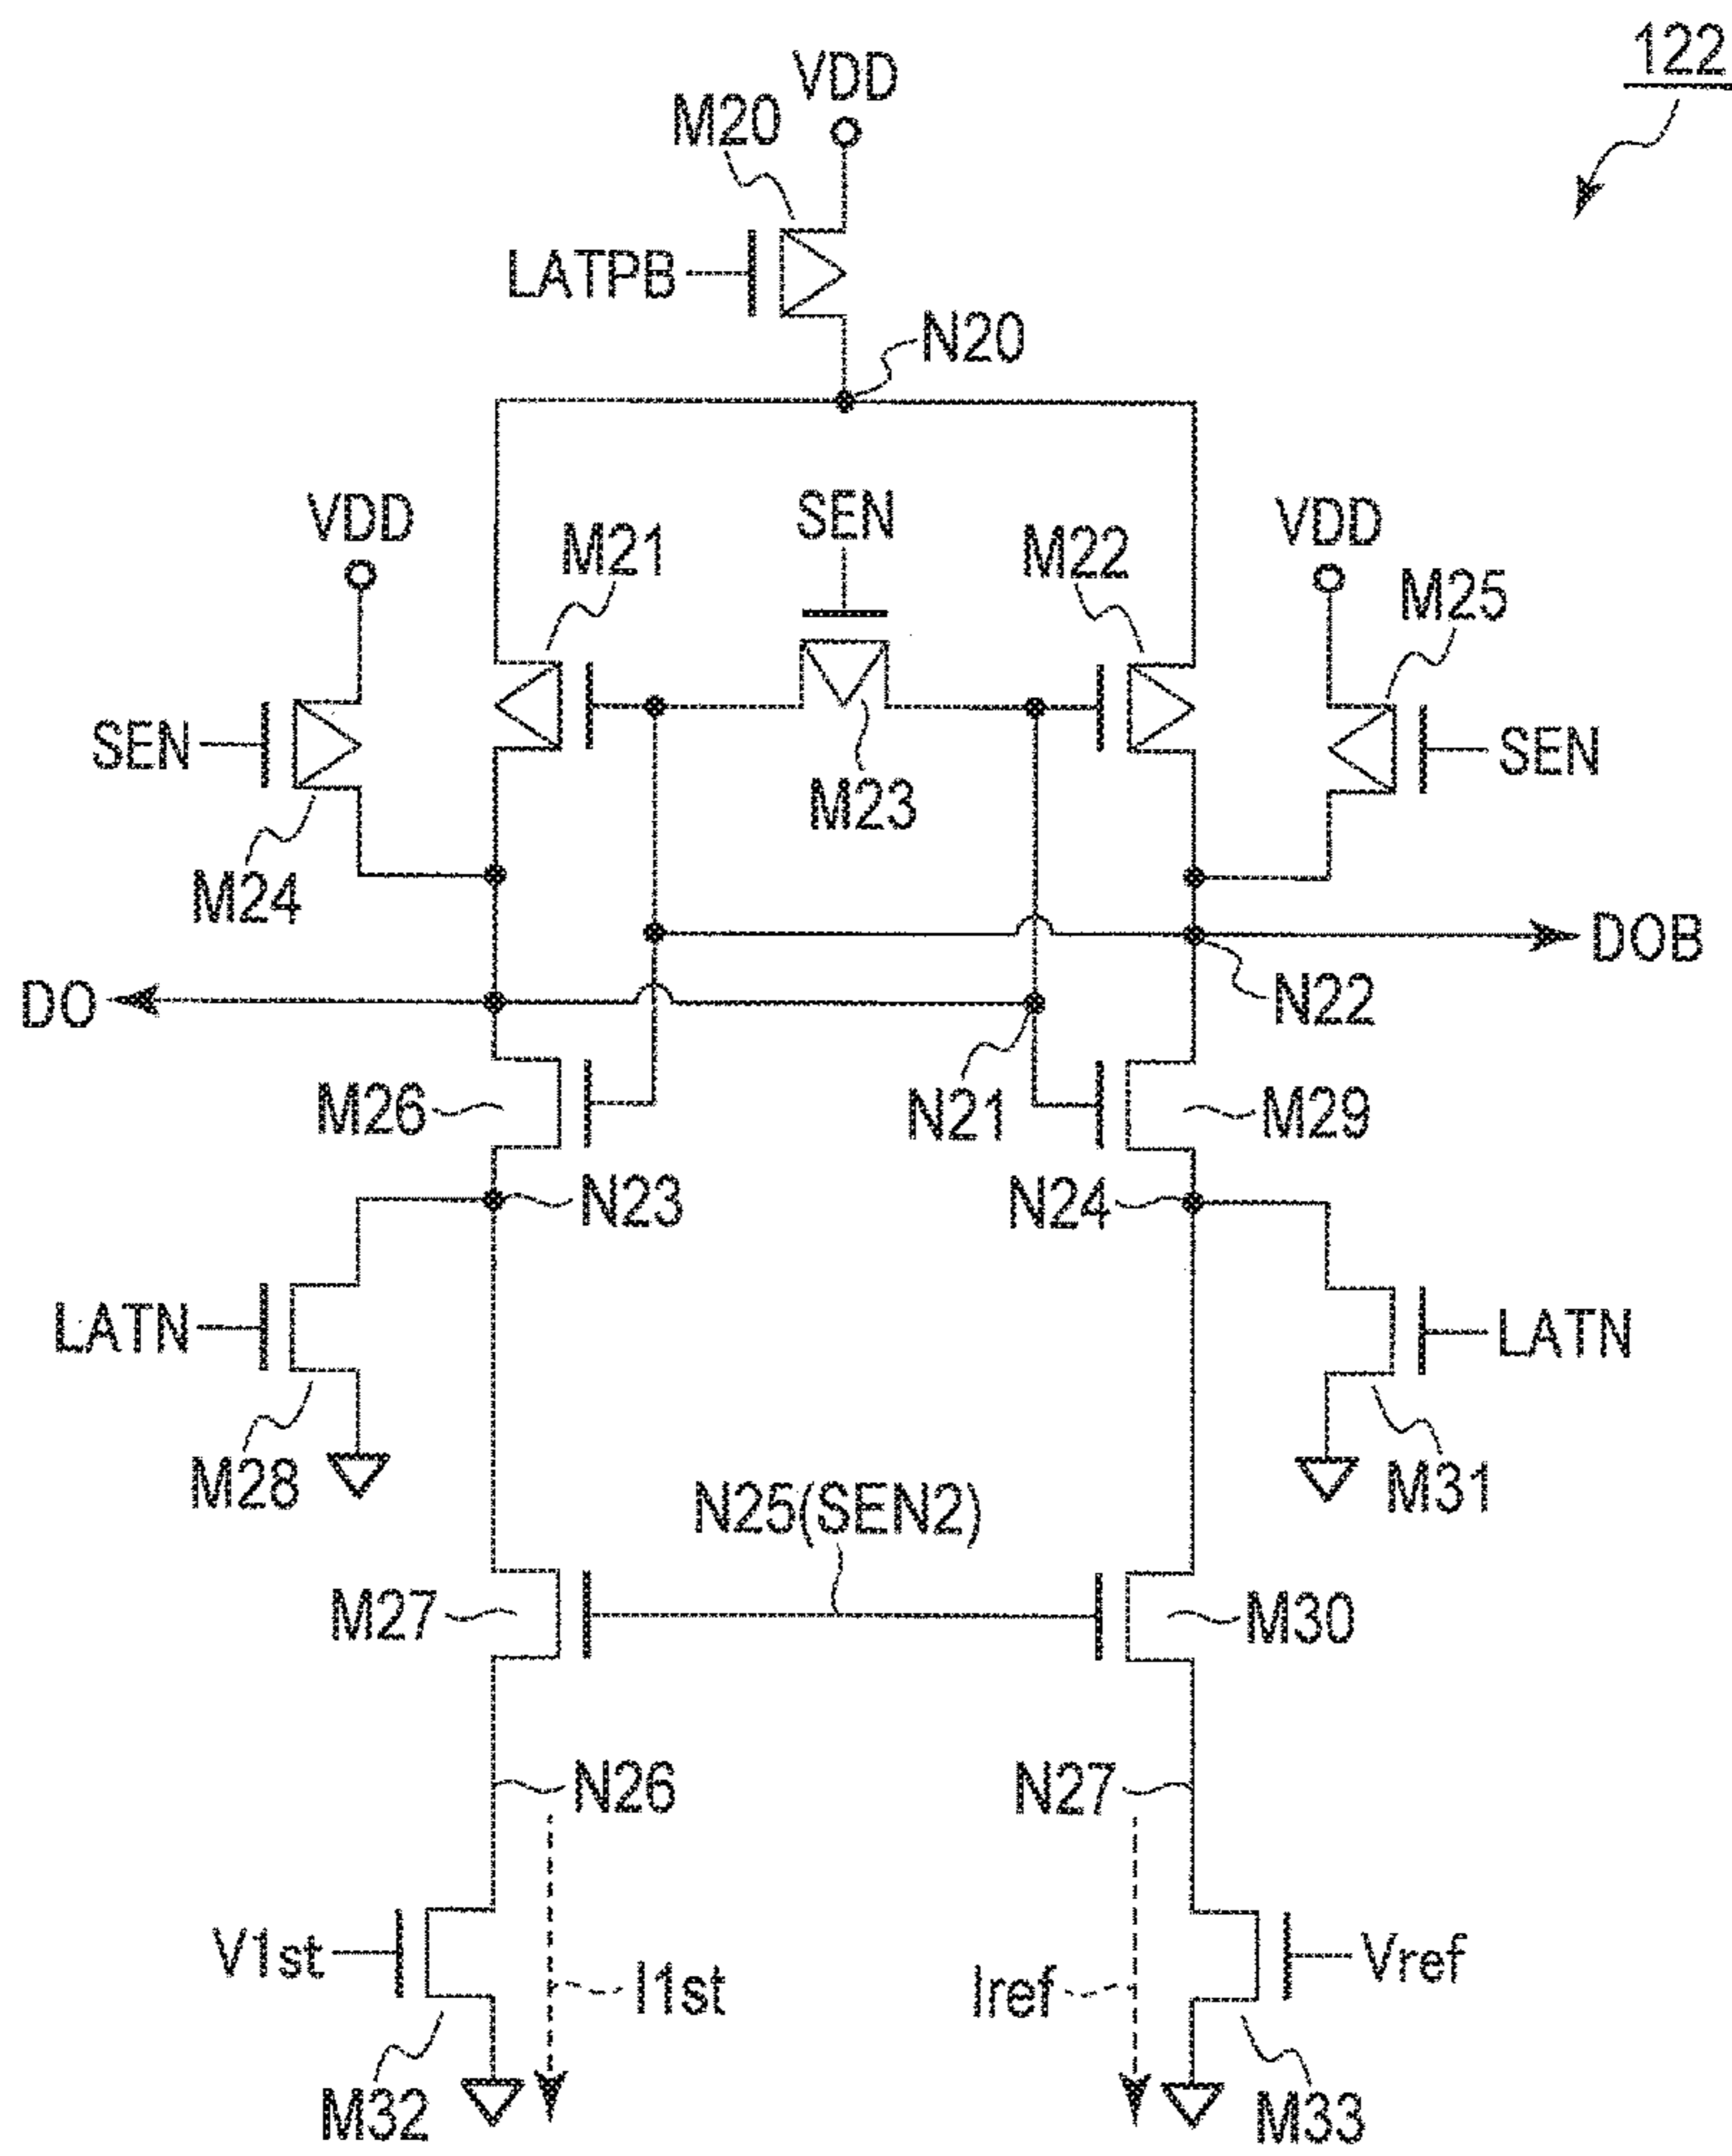 122
VDD
M20
LATPB
N20
VDD
M21
SEN
M22
VDD
M25
SEN
M23
SEN
M24
DOB
DO
N22
M26
N21
M29
N23
N24
LATN
LATN
M28
M31
N25(SEN2)
M27
M30
N26
N27
V1st
I1st
Iref
Vref
M32
M33